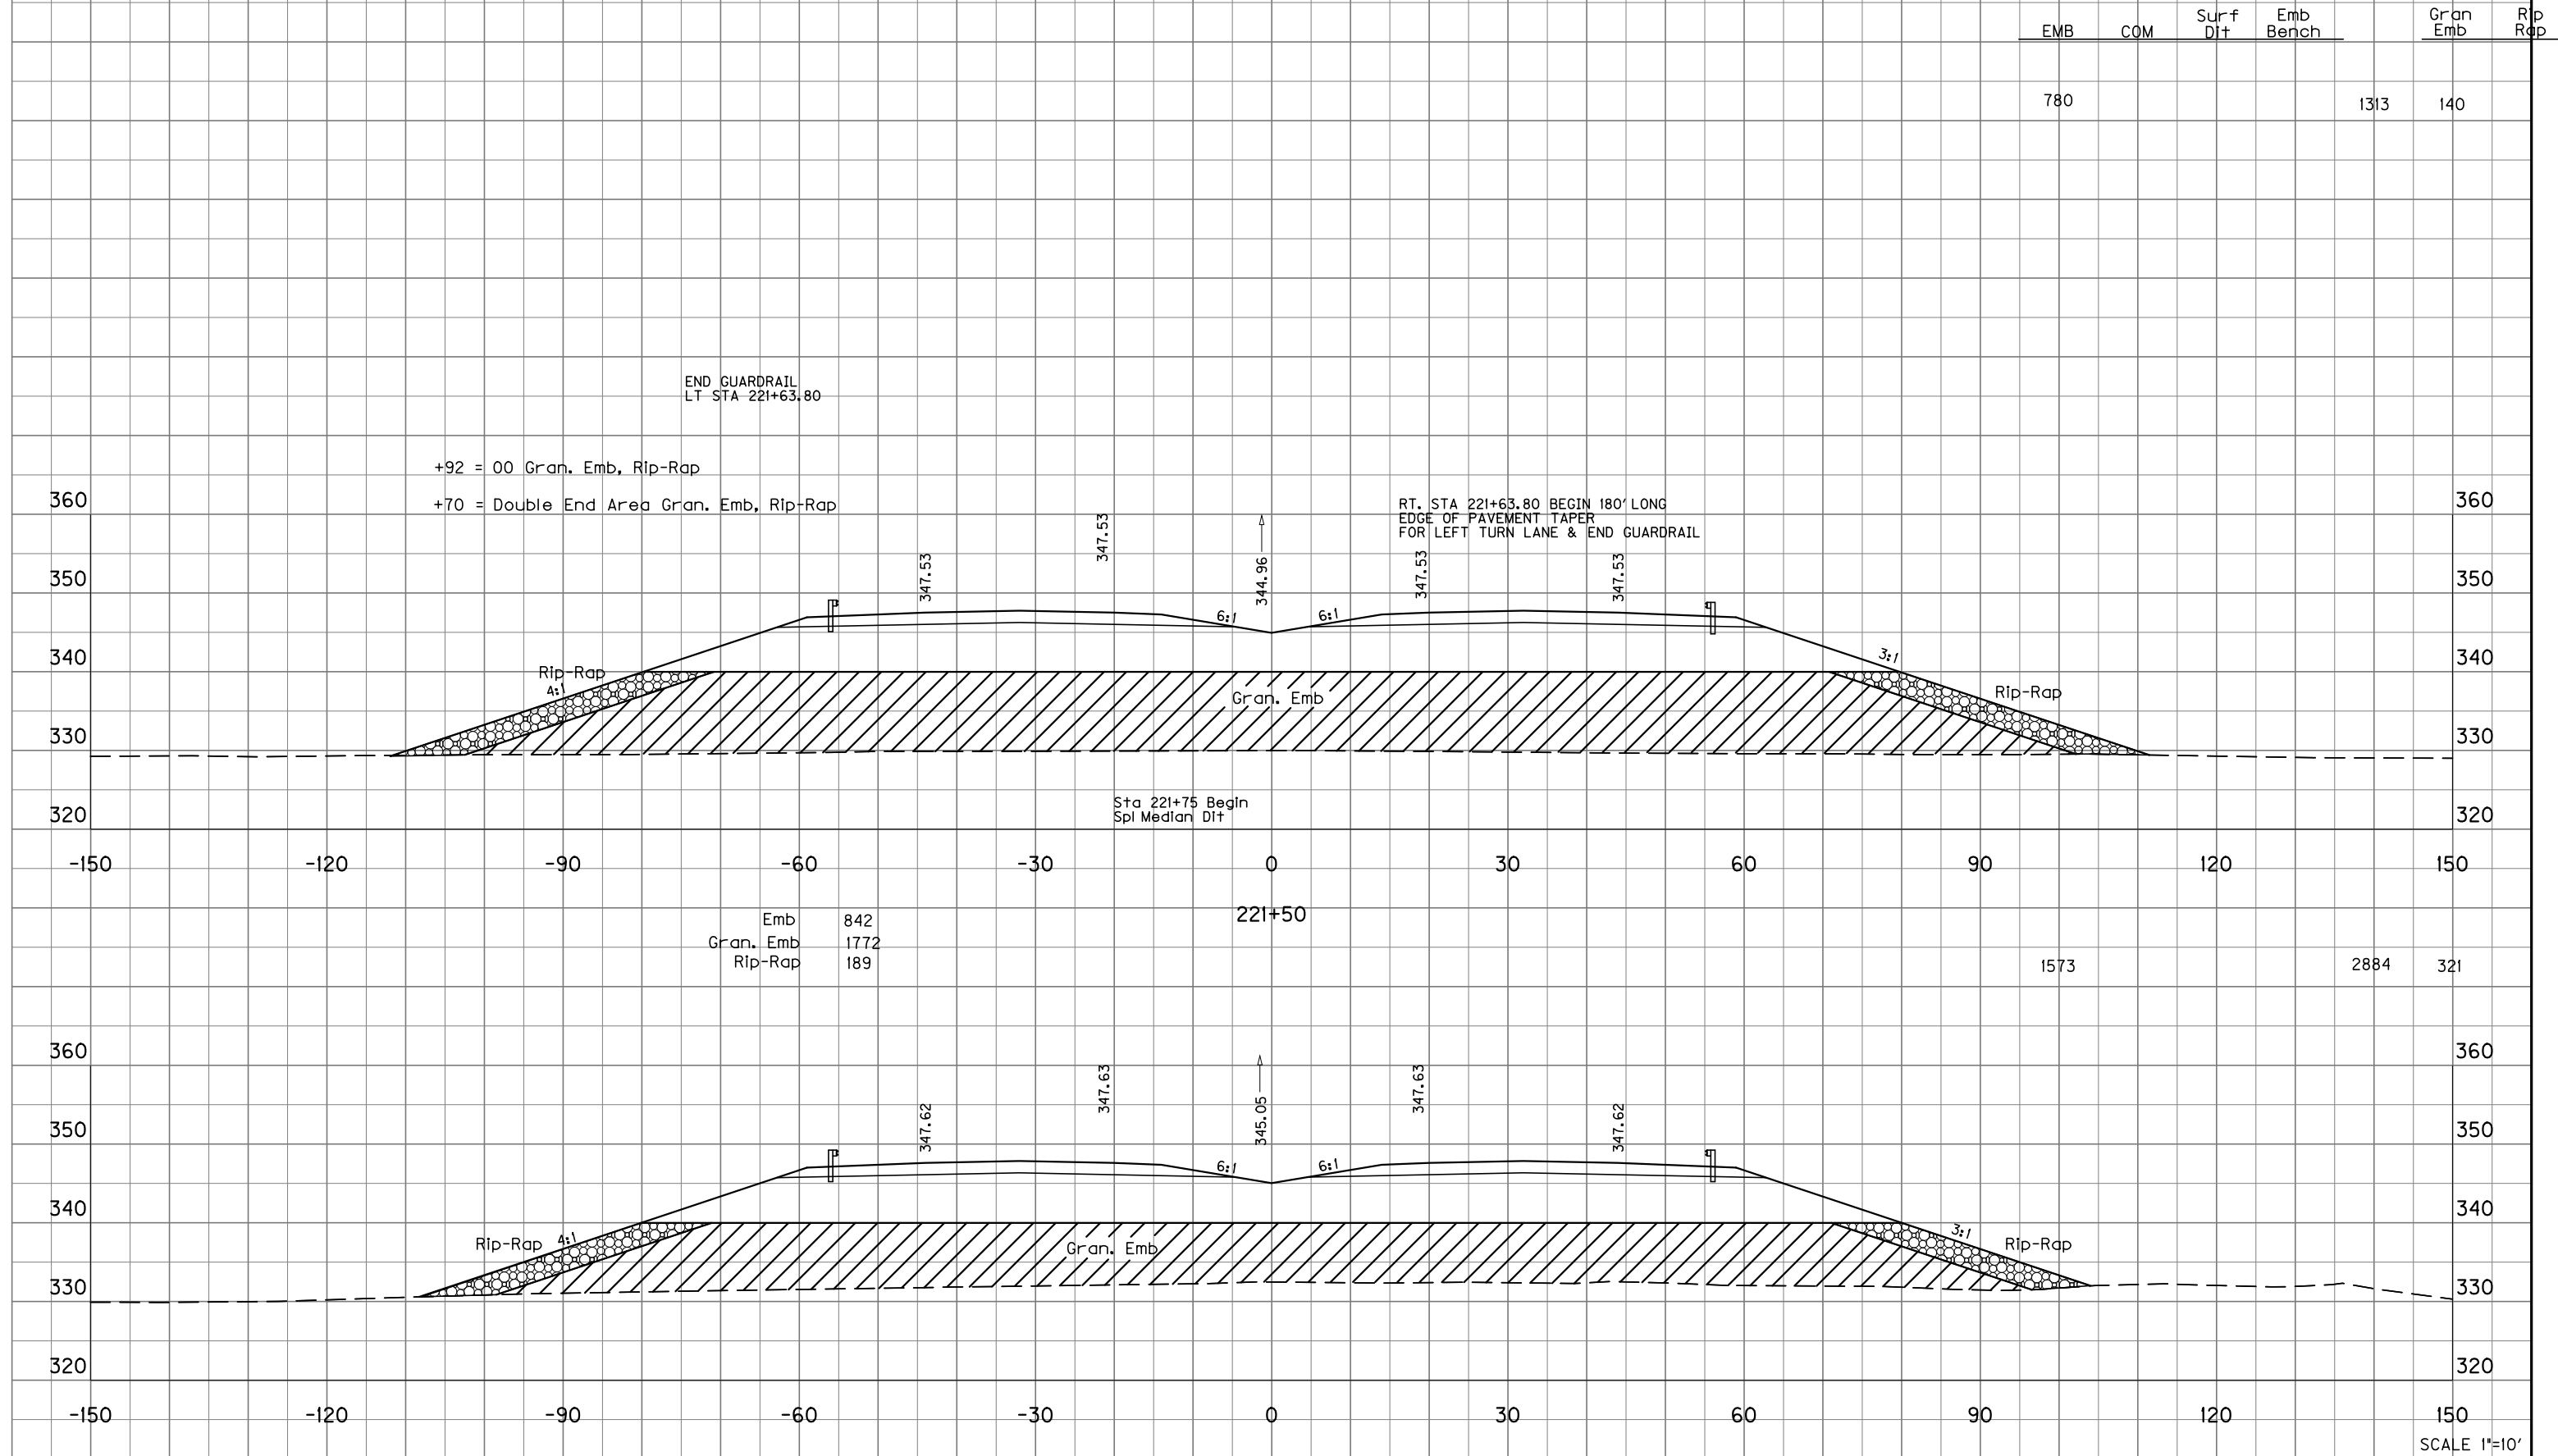 Surf Emb Gran Rip
EMB COM Dit Bench Emb Rap
780 1313 140
END GUARDRAIL
LT STA 221+63.80
+92 = 00 Gran. Emb, Rip-Rap
+70 = Double End Area Gran. Emb, Rip-Rap
RT. STA 221+63.80 BEGIN 180' LONG
EDGE OF PAVEMENT TAPER
FOR LEFT TURN LANE & END GUARDRAIL
360 360
347.53 347.53 344.96 347.53 347.53
350 350
6:1 6:1
340 340
3:1
Rip-Rap Rip-Rap
4:1
Gran. Emb
330 330
Sta 221+75 Begin
Spl Median Dit
320 320
-150 -120 -90 -60 -30 0 30 60 90 120 150
221+50
Emb 842
Gran. Emb 1772
Rip-Rap 189
1573 2884 321
360 360
347.62 347.63 345.05 347.63 347.62
350 350
6:1 6:1
340 340
Rip-Rap 4:1 3:1 Rip-Rap
Gran. Emb
330 330
320 320
-150 -120 -90 -60 -30 0 30 60 90 120 150
SCALE 1"=10'